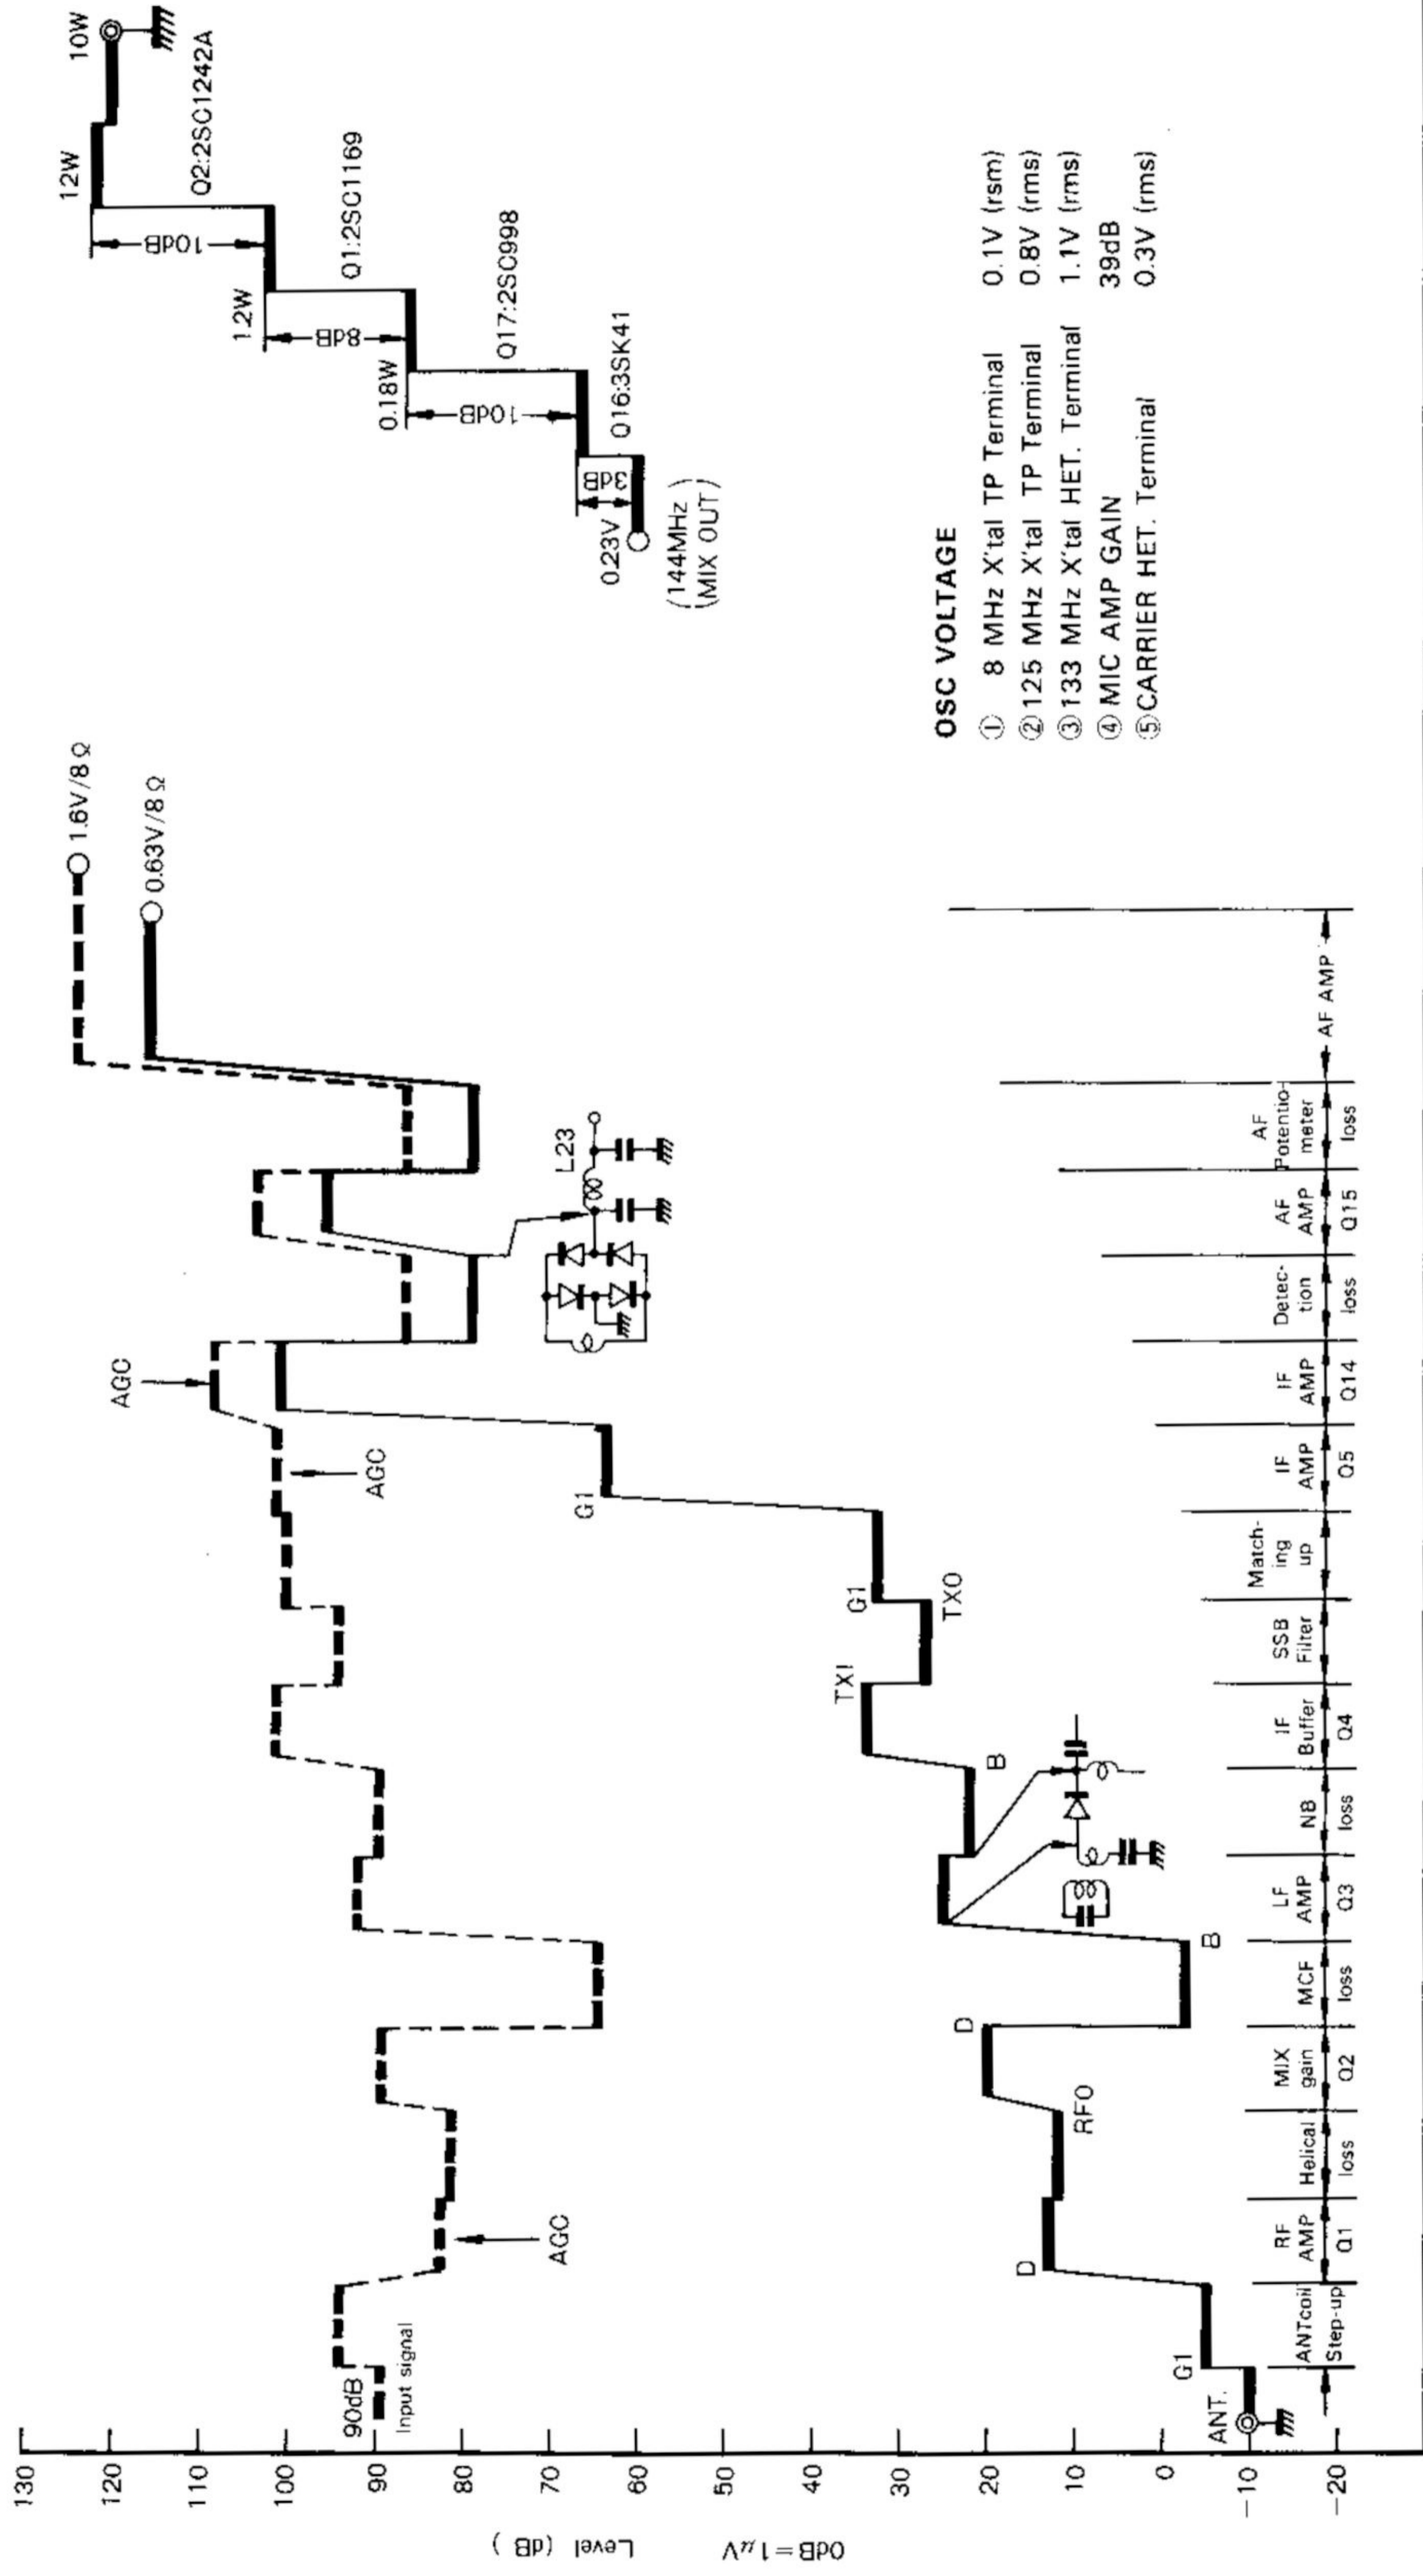 Level (dB)
0dB=1μV
130
120
110
100
90
80
70
60
50
40
30
20
10
0
−10
−20
90dB
Input signal
AGC
AGC
AGC
1.6V/8Ω
0.63V/8Ω
L23
ANT.
G1
D
RFO
D
B
B
TXI
TXO
G1
G1
ANTcoil
Step-up
RF
AMP
Q1
Helical
loss
MIX
gain
Q2
MCF
loss
LF
AMP
Q3
NB
loss
IF
Buffer
Q4
SSB
Filter
Match-
ing
up
IF
AMP
Q5
IF
AMP
Q14
Detec-
tion
loss
AF
AMP
Q15
AF
Potentio-
meter
loss
AF AMP
0.23V
(144MHz)
(MIX OUT)
3dB
Q16:3SK41
0.18W
10dB
Q17:2SC998
1.2W
8dB
Q1:2SC1169
12W
10dB
Q2:2SC1242A
10W
OSC VOLTAGE
① 8 MHz X'tal TP Terminal 0.1V (rsm)
② 125 MHz X'tal TP Terminal 0.8V (rms)
③ 133 MHz X'tal HET. Terminal 1.1V (rms)
④ MIC AMP GAIN 39dB
⑤ CARRIER HET. Terminal 0.3V (rms)